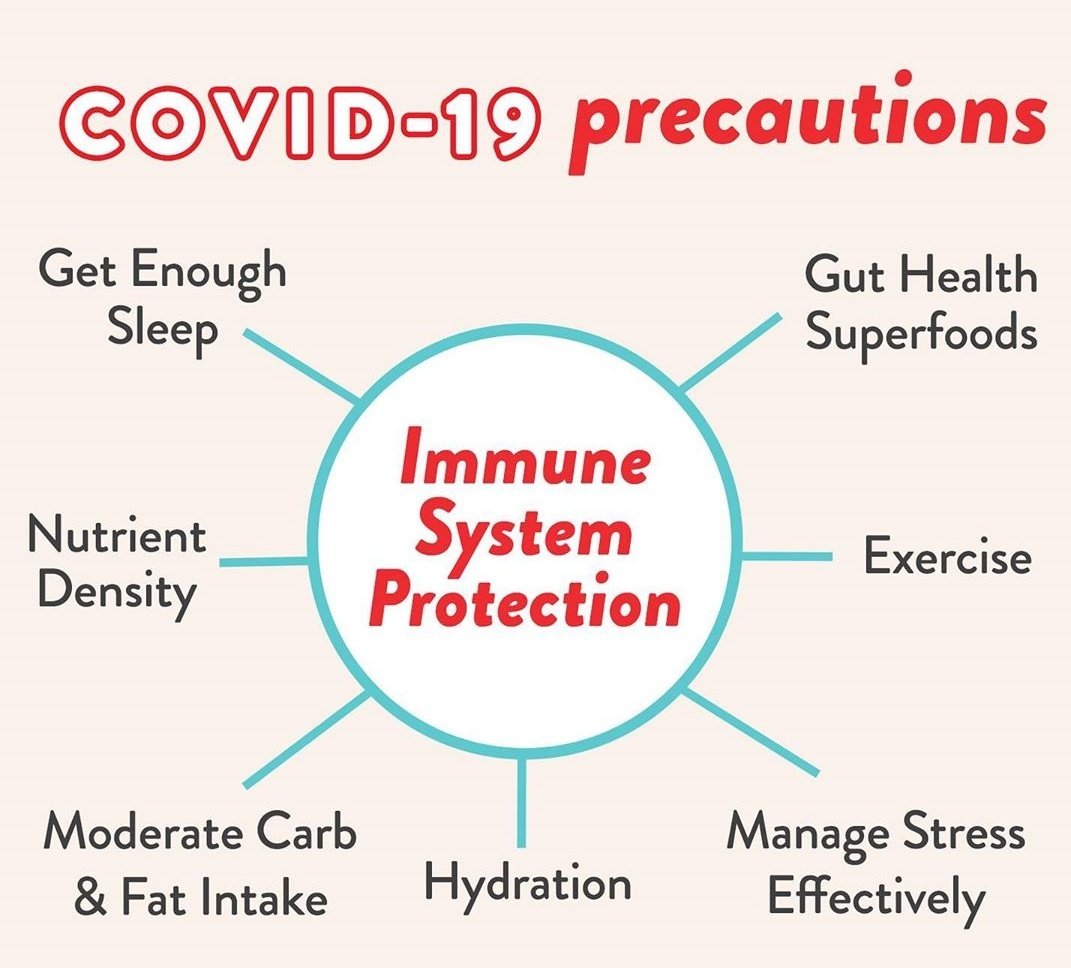 COVID-19 precautions
Get Enough
Sleep
Gut Health
Superfoods
Immune
System
Protection
Nutrient
Density
Exercise
Moderate Carb
& Fat Intake
Hydration
Manage Stress
Effectively